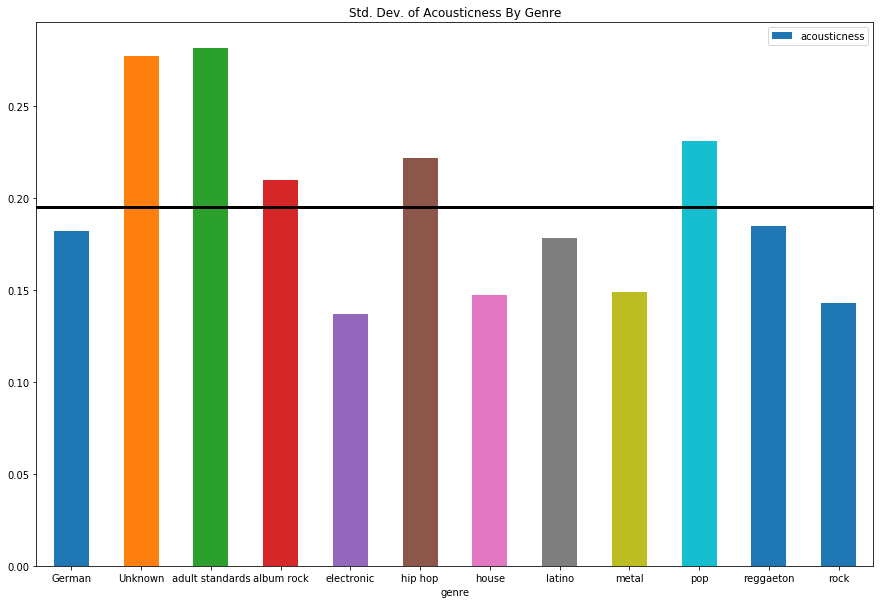 Std. Dev. of Acousticness By Genre
acousticness
0.25
0.20
0.15
0.10
0.05
0.00
German Unknown adult standards album rock electronic hip hop house latino metal pop reggaeton rock
genre